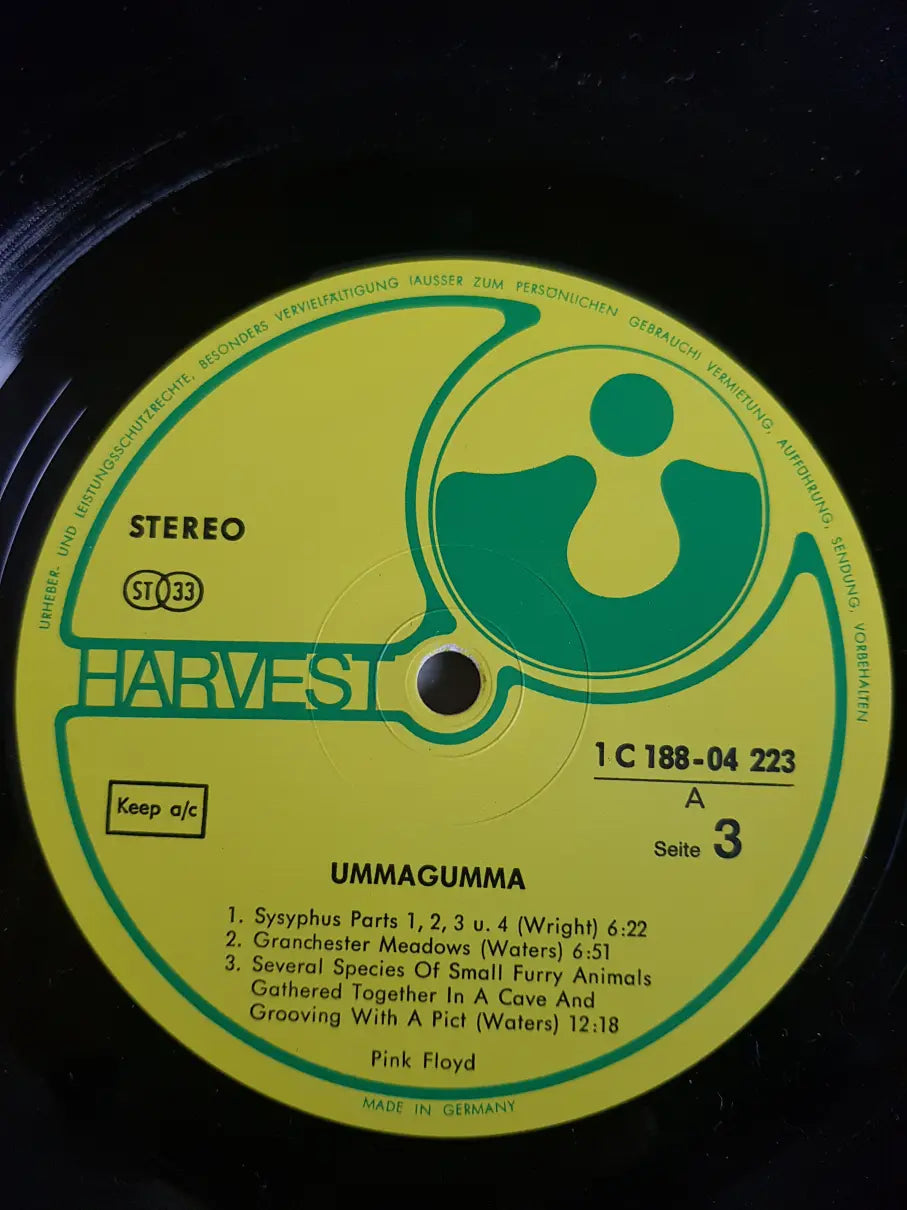 URHEBER- UND LEISTUNGSSCHUTZRECHTE, BESONDERS VERVIELFÄLTIGUNG (AUSSER ZUM PERSÖNLICHEN GEBRAUCH) VERMIETUNG, AUFFÜHRUNG, SENDUNG, VORBEHALTEN
STEREO
ST 33
HARVEST
1 C 188-04 223
A
Seite 3
Keep a/c
UMMAGUMMA
1. Sysyphus Parts 1, 2, 3 u. 4 (Wright) 6:22
2. Granchester Meadows (Waters) 6:51
3. Several Species Of Small Furry Animals
Gathered Together In A Cave And
Grooving With A Pict (Waters) 12:18
Pink Floyd
MADE IN GERMANY